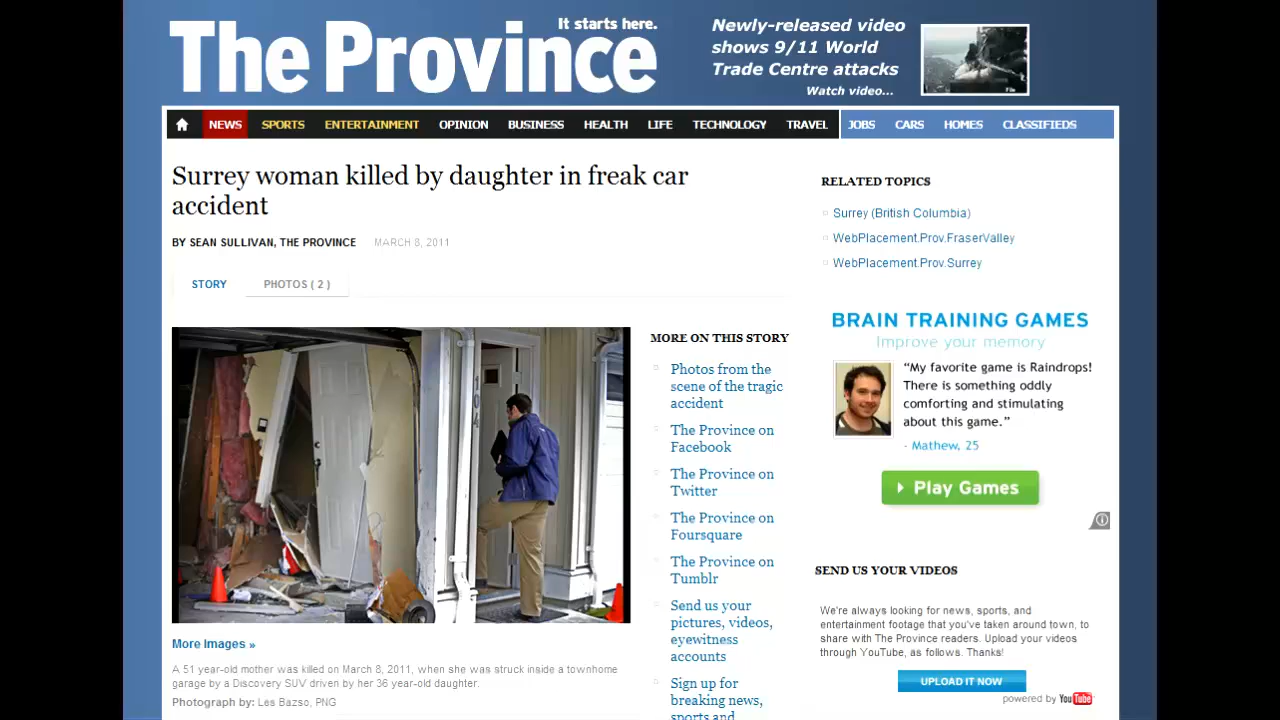 It starts here.
The Province
Newly-released video
shows 9/11 World
Trade Centre attacks
Watch video...
NEWS SPORTS ENTERTAINMENT OPINION BUSINESS HEALTH LIFE TECHNOLOGY TRAVEL JOBS CARS HOMES CLASSIFIEDS
Surrey woman killed by daughter in freak car
accident
BY SEAN SULLIVAN, THE PROVINCE MARCH 8, 2011
STORY PHOTOS ( 2 )
104
More Images »
A 51 year-old mother was killed on March 8, 2011, when she was struck inside a townhome
garage by a Discovery SUV driven by her 36 year-old daughter.
Photograph by: Les Bazso, PNG
MORE ON THIS STORY
Photos from the
scene of the tragic
accident
The Province on
Facebook
The Province on
Twitter
The Province on
Foursquare
The Province on
Tumblr
Send us your
pictures, videos,
eyewitness
accounts
Sign up for
breaking news,
sports and
RELATED TOPICS
Surrey (British Columbia)
WebPlacement.Prov.FraserValley
WebPlacement.Prov.Surrey
BRAIN TRAINING GAMES
Improve your memory
“My favorite game is Raindrops!
There is something oddly
comforting and stimulating
about this game.”
- Mathew, 25
Play Games
SEND US YOUR VIDEOS
We're always looking for news, sports, and
entertainment footage that you've taken around town, to
share with The Province readers. Upload your videos
through YouTube, as follows. Thanks!
UPLOAD IT NOW
powered by YouTube